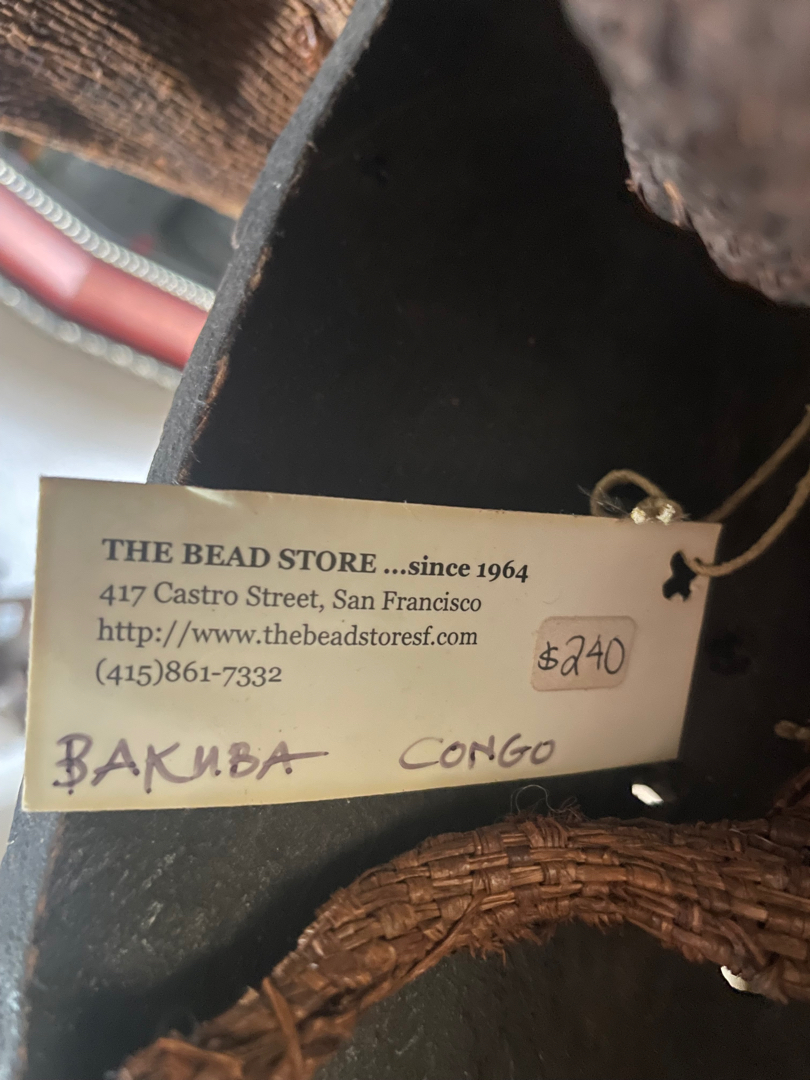 THE BEAD STORE ...since 1964
417 Castro Street, San Francisco
http://www.thebeadstoresf.com
(415)861-7332
$240
BAKUBA CONGO